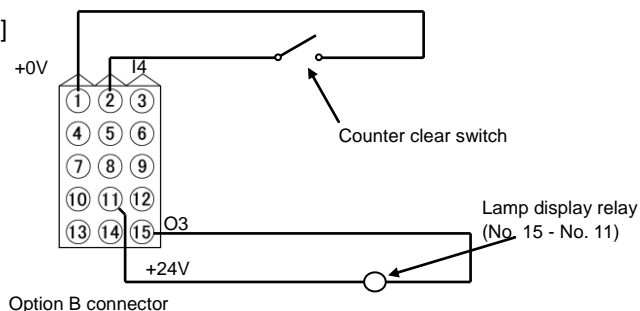 ]
+0V
I4
1 2 3
4 5 6
7 8 9
10 11 12
13 14 15
Counter clear switch
O3
+24V
Lamp display relay
(No. 15 - No. 11)
Option B connector